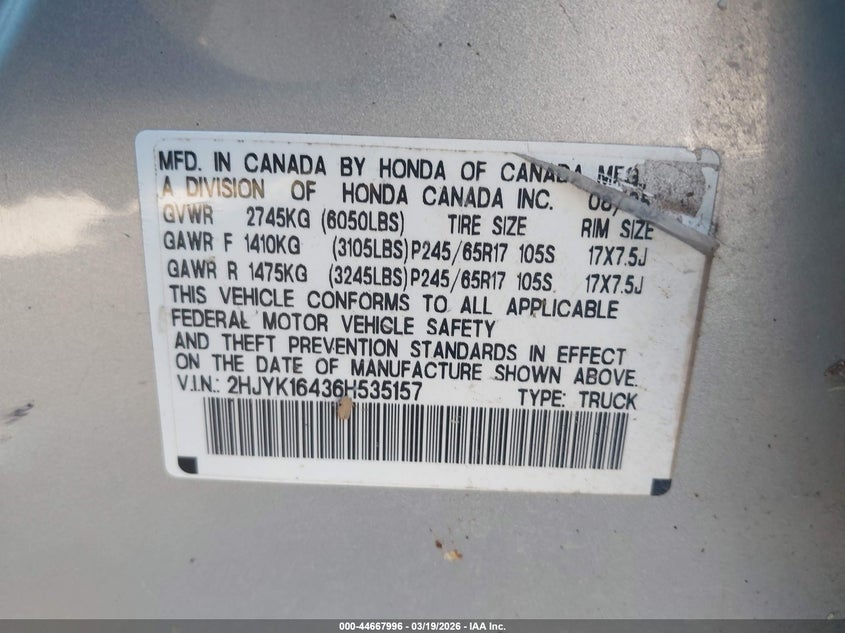 MFD. IN CANADA BY HONDA OF CANADA MFG.,
A DIVISION OF HONDA CANADA INC.
GVWR 2745KG (6050LBS) TIRE SIZE RIM SIZE
GAWR F 1410KG (3105LBS) P245/65R17 105S 17X7.5J
GAWR R 1475KG (3245LBS) P245/65R17 105S 17X7.5J
THIS VEHICLE CONFORMS TO ALL APPLICABLE
FEDERAL MOTOR VEHICLE SAFETY
AND THEFT PREVENTION STANDARDS IN EFFECT
ON THE DATE OF MANUFACTURE SHOWN ABOVE.
V.I.N.: 2HJYK16436H535157 TYPE: TRUCK
000-44667996 - 03/19/2026 - IAA Inc.